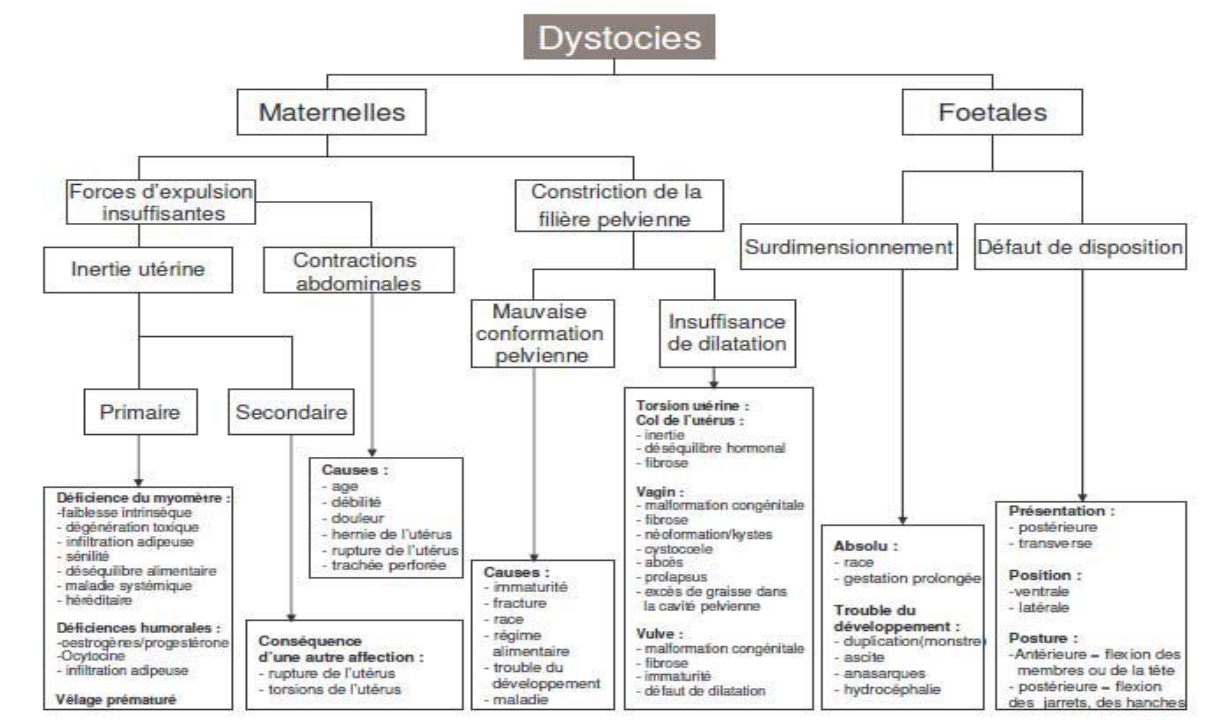 Dystocies
Maternelles
Foetales
Forces d'expulsion
insuffisantes
Constriction de la
filière pelvienne
Surdimensionnement
Défaut de disposition
Inertie utérine
Contractions
abdominales
Mauvaise
conformation
pelvienne
Insuffisance
de dilatation
Primaire
Secondaire
Déficience du myomètre :
-faiblesse intrinsèque
- dégénération toxique
- infiltration adipeuse
- sénilité
- déséquilibre alimentaire
- maladie systémique
- héréditaire
Déficiences humorales :
-oestrogènes/progestérone
-Ocytocine
- infiltration adipeuse
Vélage prématuré
Conséquence
d'une autre affection :
- rupture de l'utérus
- torsions de l'utérus
Causes :
- age
- débilité
- douleur
- hernie de l'utérus
- rupture de l'utérus
- trachée perforée
Causes :
- immaturité
- fracture
- race
- régime
alimentaire
- trouble du
développement
- maladie
Torsion utérine :
Col de l'utérus :
- inertie
- déséquilibre hormonal
- fibrose
Vagin :
- malformation congénitale
- fibrose
- néoformation/kystes
- cystocoele
- abcès
- prolapsus
- excès de graisse dans
la cavité pelvienne
Vulve :
- malformation congénitale
- fibrose
- immaturité
- défaut de dilatation
Absolu :
- race
- gestation prolongée
Trouble du
développement :
- duplication(monstre)
- ascite
- anasarques
- hydrocéphalie
Présentation :
- postérieure
- transverse
Position :
-ventrale
- latérale
Posture :
-Antérieure = flexion des
membres ou de la tête
- postérieure = flexion
des jarrets, des hanches